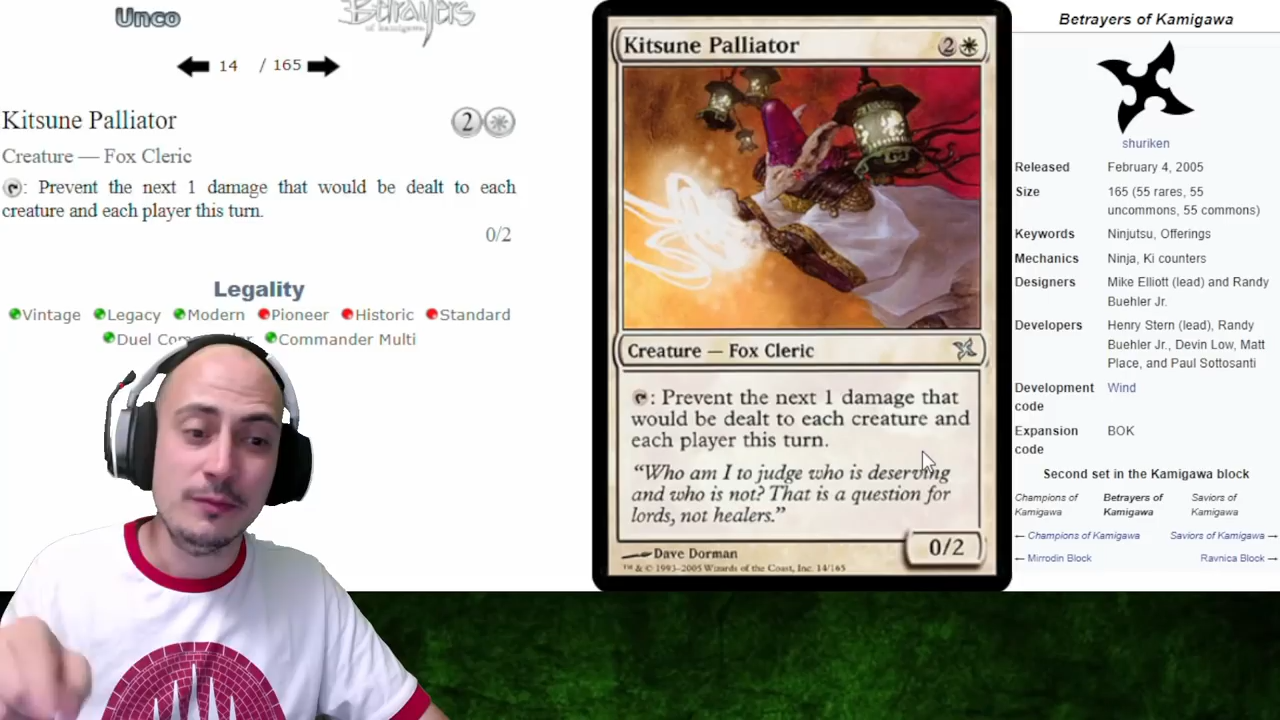 Unco
Betrayers
of Kamigawa
14 / 165
Kitsune Palliator
2
Creature — Fox Cleric
: Prevent the next 1 damage that would be dealt to each
creature and each player this turn.
0/2
Legality
Vintage Legacy Modern Pioneer Historic Standard
Duel Commander Commander Multi
Kitsune Palliator
2
Creature — Fox Cleric
: Prevent the next 1 damage that
would be dealt to each creature and
each player this turn.
“Who am I to judge who is deserving
and who is not? That is a question for
lords, not healers.”
0/2
Dave Dorman
™ & © 1993-2005 Wizards of the Coast, Inc. 14/165
Betrayers of Kamigawa
shuriken
Released February 4, 2005
Size 165 (55 rares, 55
uncommons, 55 commons)
Keywords Ninjutsu, Offerings
Mechanics Ninja, Ki counters
Designers Mike Elliott (lead) and Randy
Buehler Jr.
Developers Henry Stern (lead), Randy
Buehler Jr., Devin Low, Matt
Place, and Paul Sottosanti
Development Wind
code
Expansion BOK
code
Second set in the Kamigawa block
Champions of Betrayers of Saviors of
Kamigawa Kamigawa Kamigawa
← Champions of Kamigawa Saviors of Kamigawa →
← Mirrodin Block Ravnica Block →